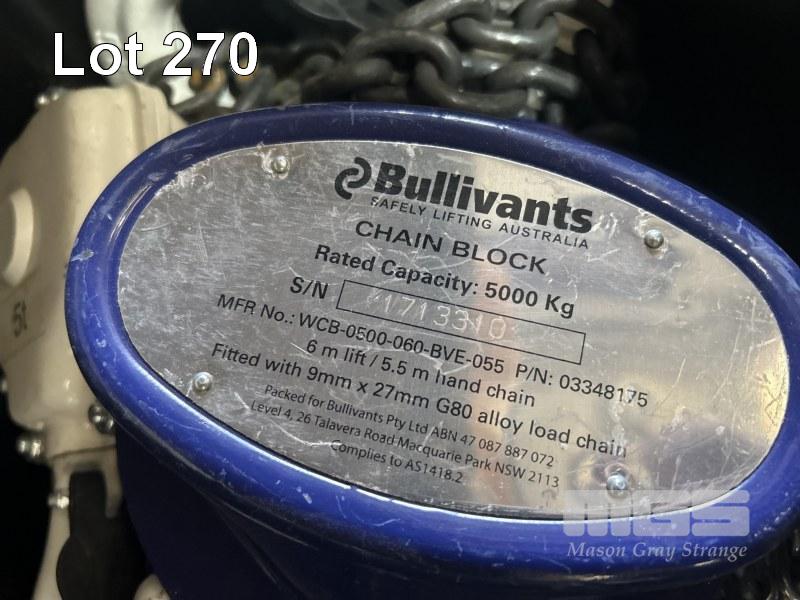 Lot 270
Bullivants
SAFELY LIFTING AUSTRALIA
CHAIN BLOCK
Rated Capacity: 5000 Kg
S/N 1713310
MFR No.: WCB-0500-060-BVE-055 P/N: 03348175
6 m lift / 5.5 m hand chain
Fitted with 9mm x 27mm G80 alloy load chain
Packed for Bullivants Pty Ltd ABN 47 087 887 072
Level 4, 26 Talavera Road Macquarie Park NSW 2113
Complies to AS1418.2
5t
MGS
Mason Gray Strange